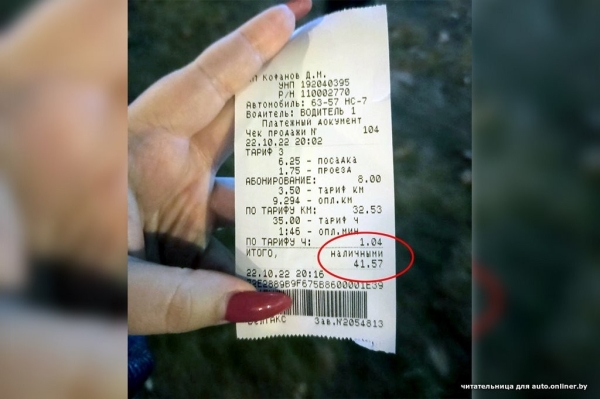 ИП Кофанов Д.М.
УНП 192040395
Р/Н 110002770
Автомобиль: 63-57 НС-7
Водитель: ВОДИТЕЛЬ 1
Платежный документ
Чек продажи N 104
22.10.22 20:02
ТАРИФ 3
6.25 - посадка
1.75 - проезд
АБОНИРОВАНИЕ: 8.00
3.50 - тариф км
9.294 - опл.км
ПО ТАРИФУ КМ: 32.53
35.00 - тариф ч
1:46 - опл.мин
ПО ТАРИФУ Ч: 1.04
ИТОГО, наличными
41.57
22.10.22 20:16
Зав.N2054813
читательница для auto.onliner.by